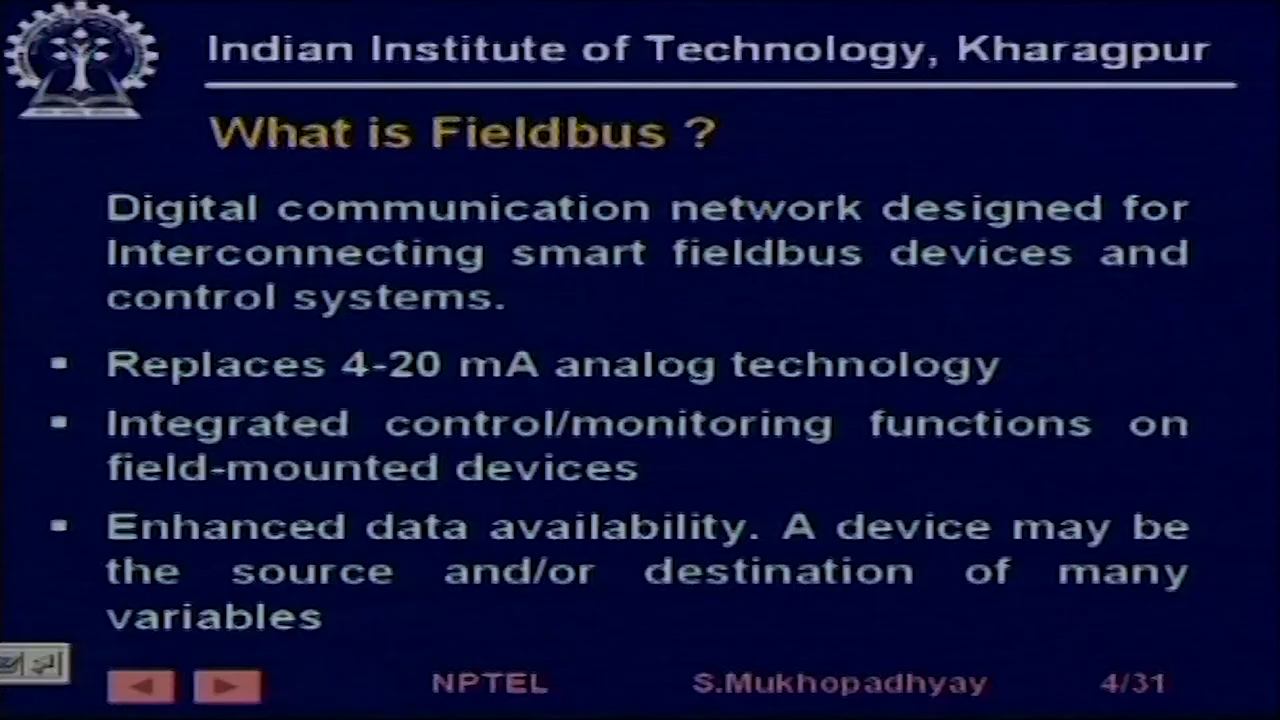 Indian Institute of Technology, Kharagpur
What is Fieldbus ?
Digital communication network designed for
Interconnecting smart fieldbus devices and
control systems.
▪ Replaces 4-20 mA analog technology
▪ Integrated control/monitoring functions on
field-mounted devices
▪ Enhanced data availability. A device may be
the source and/or destination of many
variables
NPTEL S.Mukhopadhyay 4/31